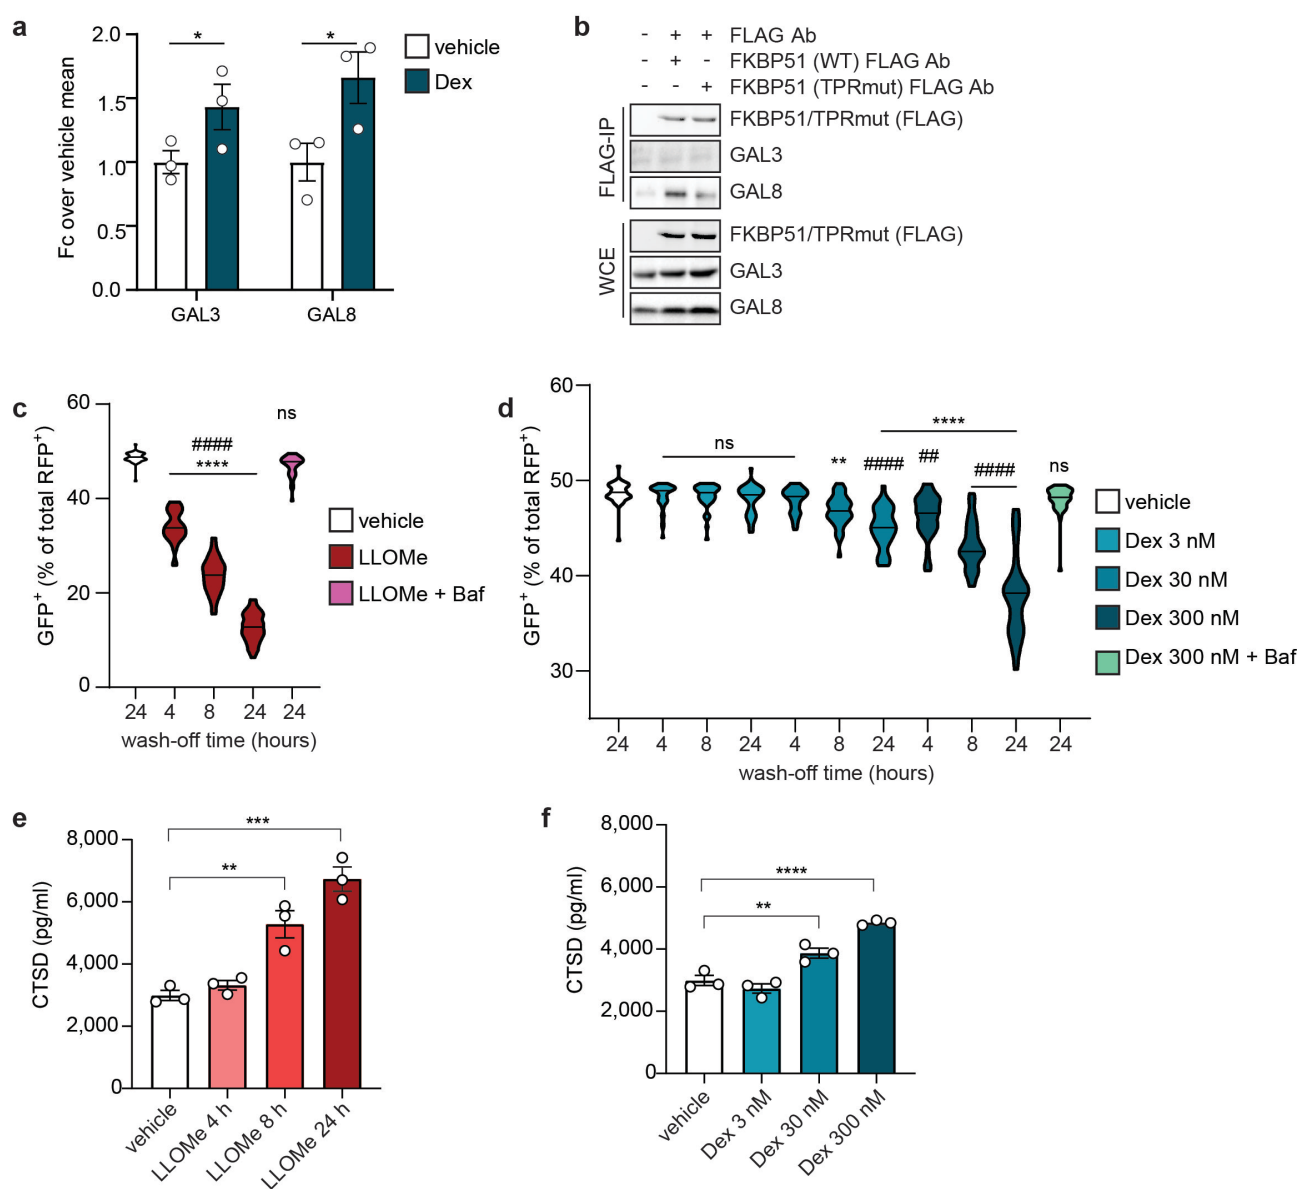 a
2.0
1.5
1.0
0.5
0.0
Fc over vehicle mean
*
*
GAL3
GAL8
vehicle
Dex
b
- + + FLAG Ab
- + - FKBP51 (WT) FLAG Ab
- - + FKBP51 (TPRmut) FLAG Ab
FLAG-IP
FKBP51/TPRmut (FLAG)
GAL3
GAL8
WCE
FKBP51/TPRmut (FLAG)
GAL3
GAL8
c
60
40
20
0
GFP+ (% of total RFP+)
####
****
ns
24 4 8 24 24
wash-off time (hours)
vehicle
LLOMe
LLOMe + Baf
d
60
50
40
30
GFP+ (% of total RFP+)
****
ns
** #### ## #### ns
24 4 8 24 4 8 24 4 8 24 24
wash-off time (hours)
vehicle
Dex 3 nM
Dex 30 nM
Dex 300 nM
Dex 300 nM + Baf
e
8,000
6,000
4,000
2,000
0
CTSD (pg/ml)
***
**
vehicle
LLOMe 4 h
LLOMe 8 h
LLOMe 24 h
f
8,000
6,000
4,000
2,000
0
CTSD (pg/ml)
****
**
vehicle
Dex 3 nM
Dex 30 nM
Dex 300 nM